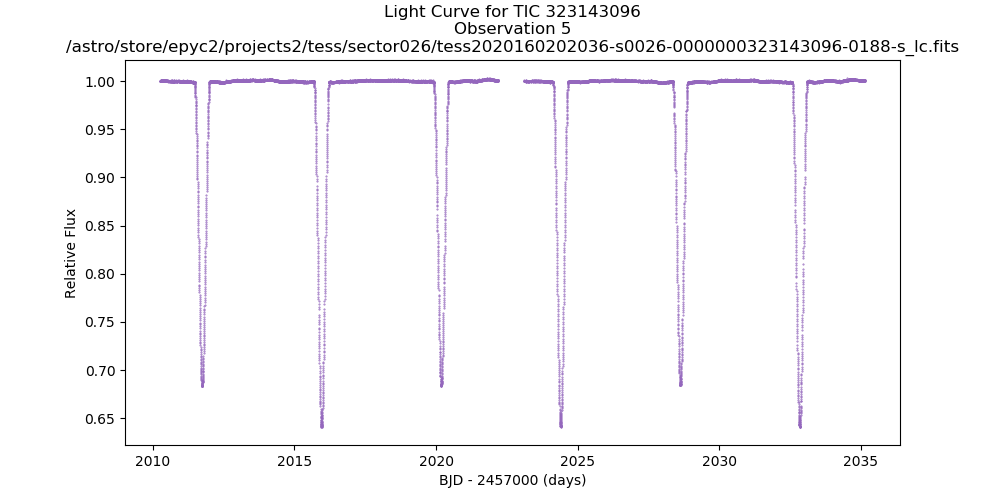 Light Curve for TIC 323143096
Observation 5
/astro/store/epyc2/projects2/tess/sector026/tess2020160202036-s0026-0000000323143096-0188-s_lc.fits
Relative Flux
1.00
0.95
0.90
0.85
0.80
0.75
0.70
0.65
2010 2015 2020 2025 2030 2035
BJD - 2457000 (days)